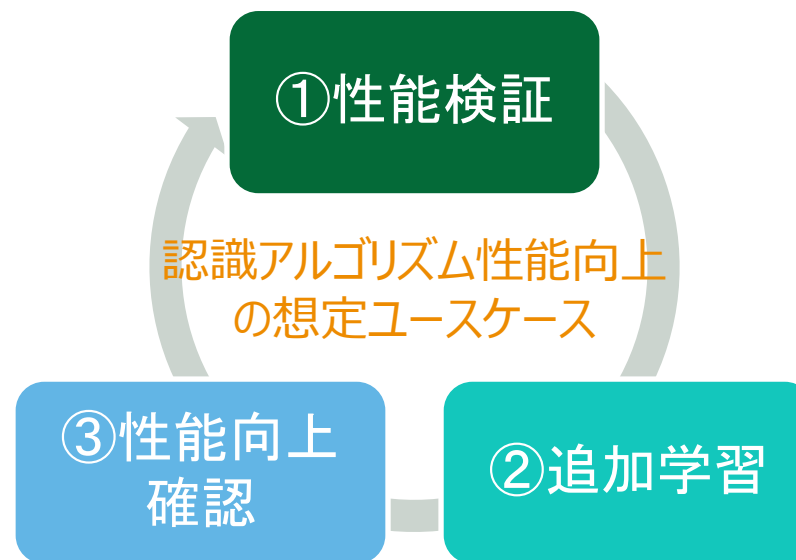 ①性能検証
認識アルゴリズム性能向上
の想定ユースケース
③性能向上
確認
②追加学習